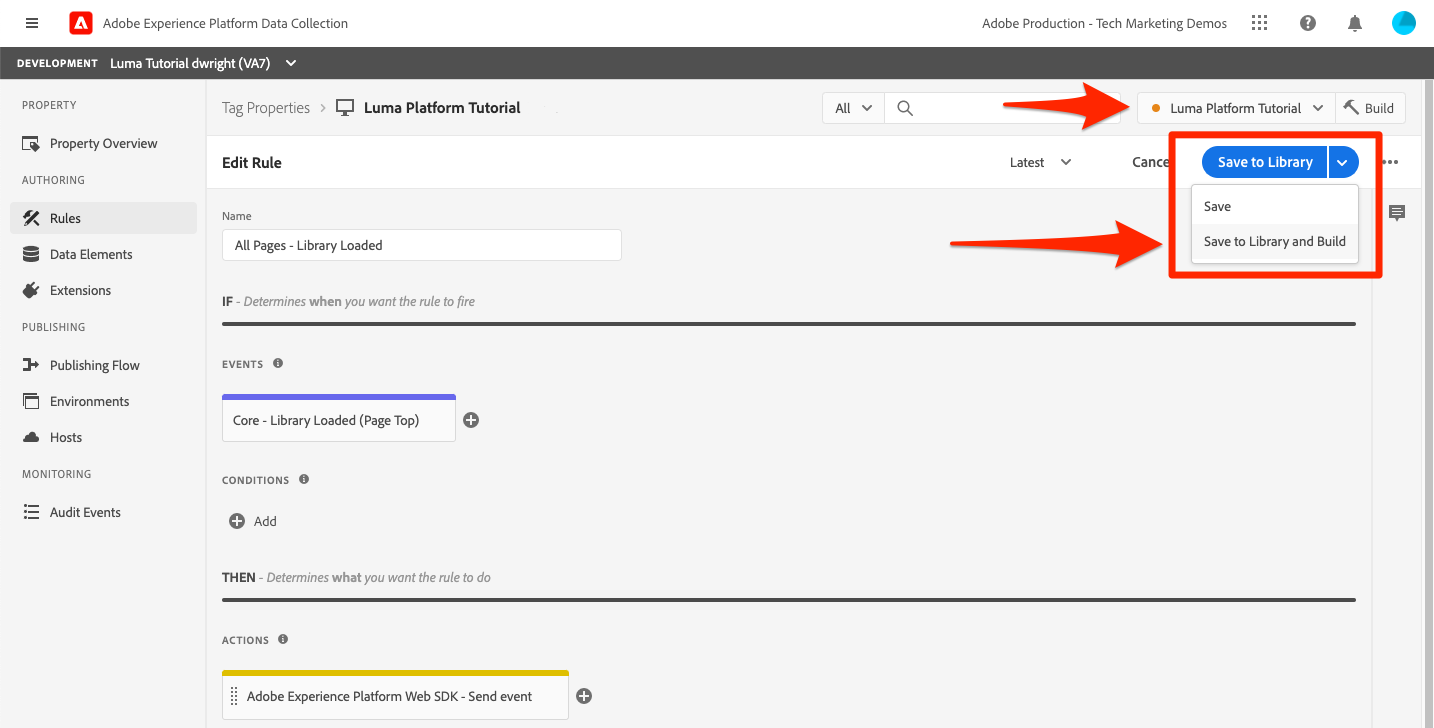 Adobe Experience Platform Data Collection
Adobe Production - Tech Marketing Demos
DEVELOPMENT Luma Tutorial dwright (VA7)
PROPERTY
Property Overview
AUTHORING
Rules
Data Elements
Extensions
PUBLISHING
Publishing Flow
Environments
Hosts
MONITORING
Audit Events
Tag Properties > Luma Platform Tutorial
All
Luma Platform Tutorial
Build
Edit Rule
Latest
Cance
Save to Library
Save
Save to Library and Build
Name
All Pages - Library Loaded
IF - Determines when you want the rule to fire
EVENTS
Core - Library Loaded (Page Top)
CONDITIONS
Add
THEN - Determines what you want the rule to do
ACTIONS
Adobe Experience Platform Web SDK - Send event